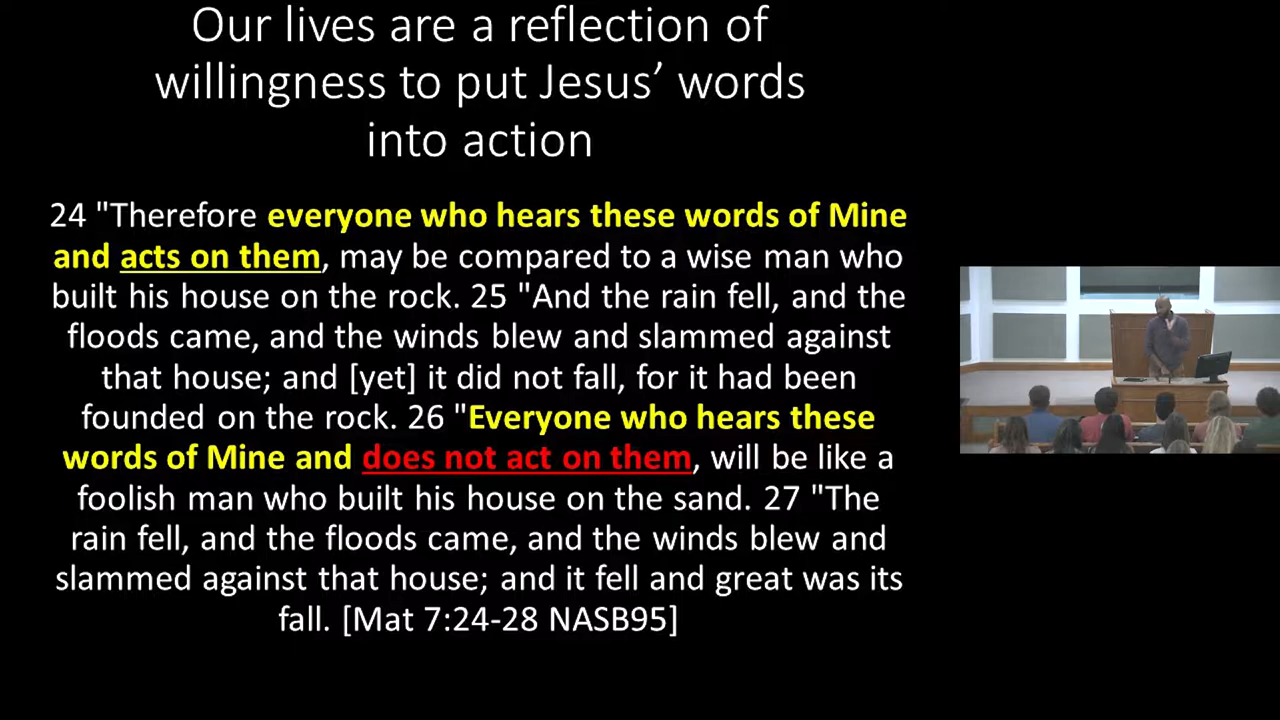 Our lives are a reflection of
willingness to put Jesus’ words
into action
24 "Therefore everyone who hears these words of Mine
and acts on them, may be compared to a wise man who
built his house on the rock. 25 "And the rain fell, and the
floods came, and the winds blew and slammed against
that house; and [yet] it did not fall, for it had been
founded on the rock. 26 "Everyone who hears these
words of Mine and does not act on them, will be like a
foolish man who built his house on the sand. 27 "The
rain fell, and the floods came, and the winds blew and
slammed against that house; and it fell and great was its
fall. [Mat 7:24-28 NASB95]